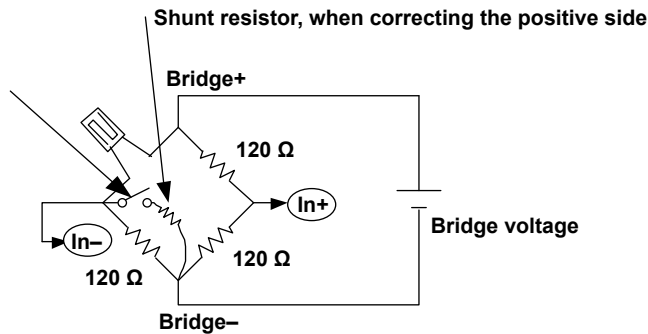 Shunt resistor, when correcting the positive side
Bridge+
120 Ω
In+
Bridge voltage
In–
120 Ω
120 Ω
Bridge–